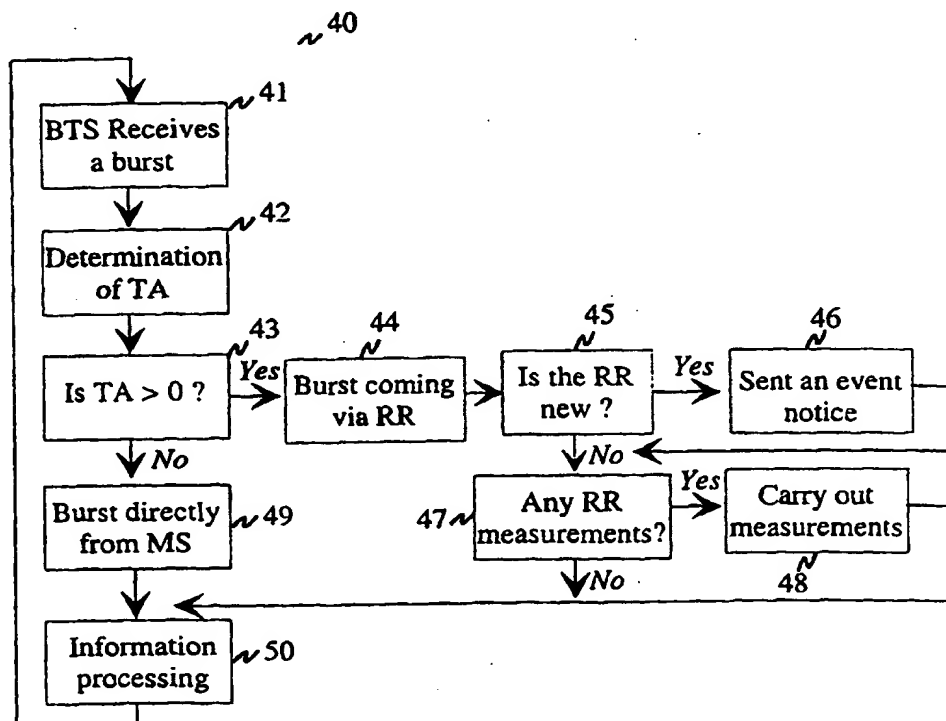 40
41
BTS Receives
a burst
42
Determination
of TA
43
Is TA > 0 ?
Yes
44
Burst coming
via RR
45
Is the RR
new ?
Yes
46
Sent an event
notice
No
No
Burst directly
from MS
49
47
Any RR
measurements?
Yes
Carry out
measurements
48
No
Information
processing
50